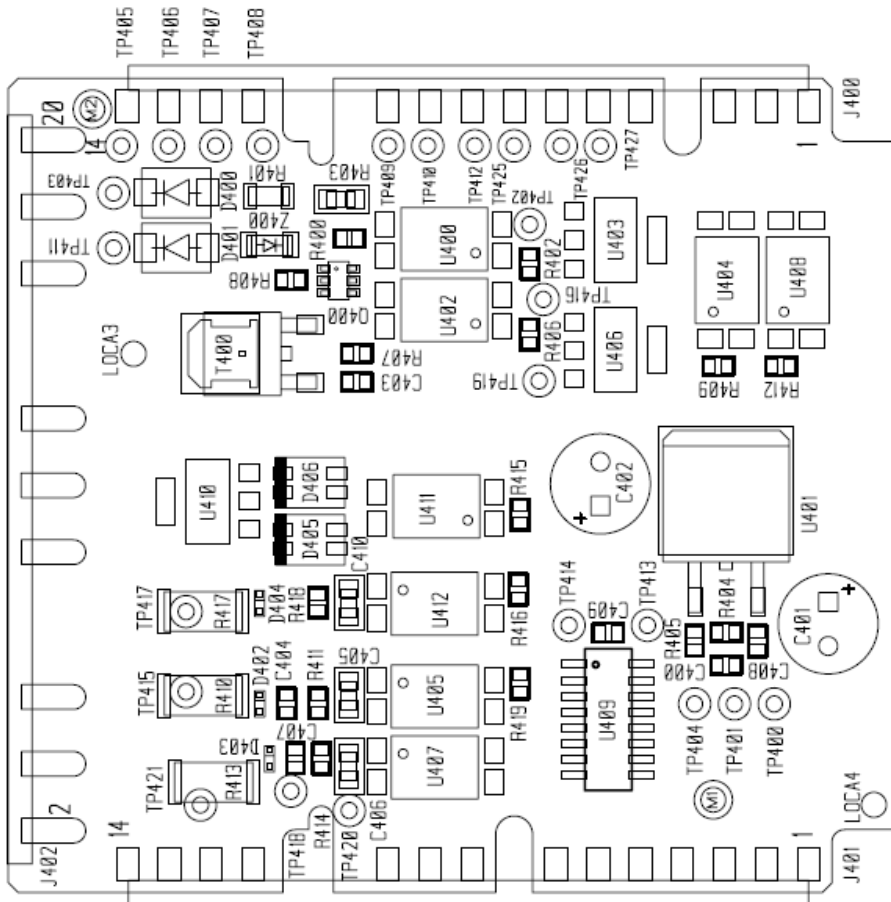 TP405
TP406
TP407
TP408
J400
20
M2
14
1
TP403
TP411
D400
R401
R403
D401
Z400
R400
R408
Q400
TP409
TP410
TP412
TP425
TP402
TP426
TP427
U400
U402
R402
TP416
R406
TP419
U403
U406
U404
U408
R409
R412
LOCA3
T400
R407
C403
U410
D406
D405
C410
U411
R415
C402
+
U401
TP417
R417
D404
R418
U412
R416
TP414
C409
TP413
R405
R404
C400
C408
C401
+
TP415
R410
D402
C404
R411
C405
U405
R419
U409
TP404
TP401
TP400
D403
C407
TP421
R413
U407
M1
LOCA4
2
14
TP418
R414
TP420
C406
1
J402
J401